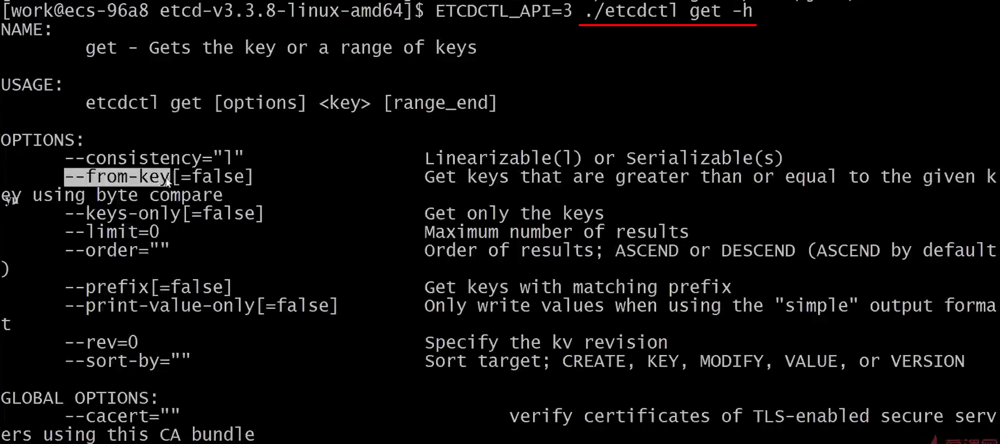 [work@ecs-96a8 etcd-v3.3.8-linux-amd64]$ ETCDCTL_API=3 ./etcdctl get -h
NAME:
get - Gets the key or a range of keys
USAGE:
etcdctl get [options] <key> [range_end]
OPTIONS:
--consistency="l" Linearizable(l) or Serializable(s)
--from-key[=false] Get keys that are greater than or equal to the given k
ey using byte compare
--keys-only[=false] Get only the keys
--limit=0 Maximum number of results
--order="" Order of results; ASCEND or DESCEND (ASCEND by default
)
--prefix[=false] Get keys with matching prefix
--print-value-only[=false] Only write values when using the "simple" output forma
t
--rev=0 Specify the kv revision
--sort-by="" Sort target; CREATE, KEY, MODIFY, VALUE, or VERSION
GLOBAL OPTIONS:
--cacert="" verify certificates of TLS-enabled secure serv
ers using this CA bundle